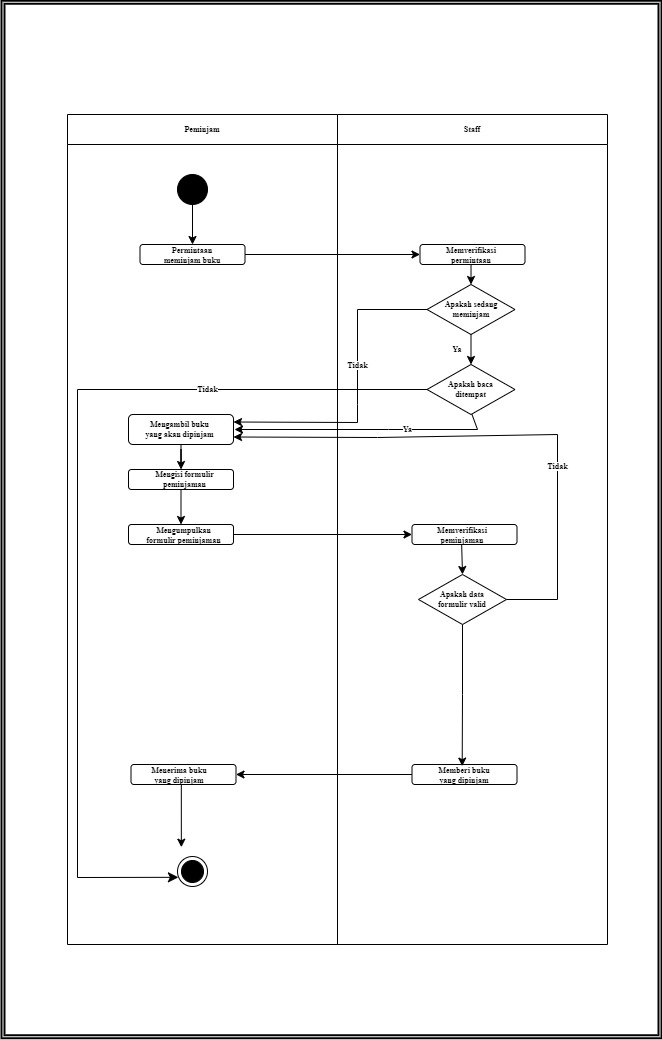 Peminjam
Staff
Permintaan
meminjam buku
Memverifikasi
permintaan
Apakah sedang
meminjam
Ya
Tidak
Apakah baca
ditempat
Tidak
Mengambil buku
yang akan dipinjam
Ya
Tidak
Mengisi formulir
peminjaman
Mengumpulkan
formulir peminjaman
Memverifikasi
peminjaman
Apakah data
formulir valid
Menerima buku
yang dipinjam
Memberi buku
yang dipinjam